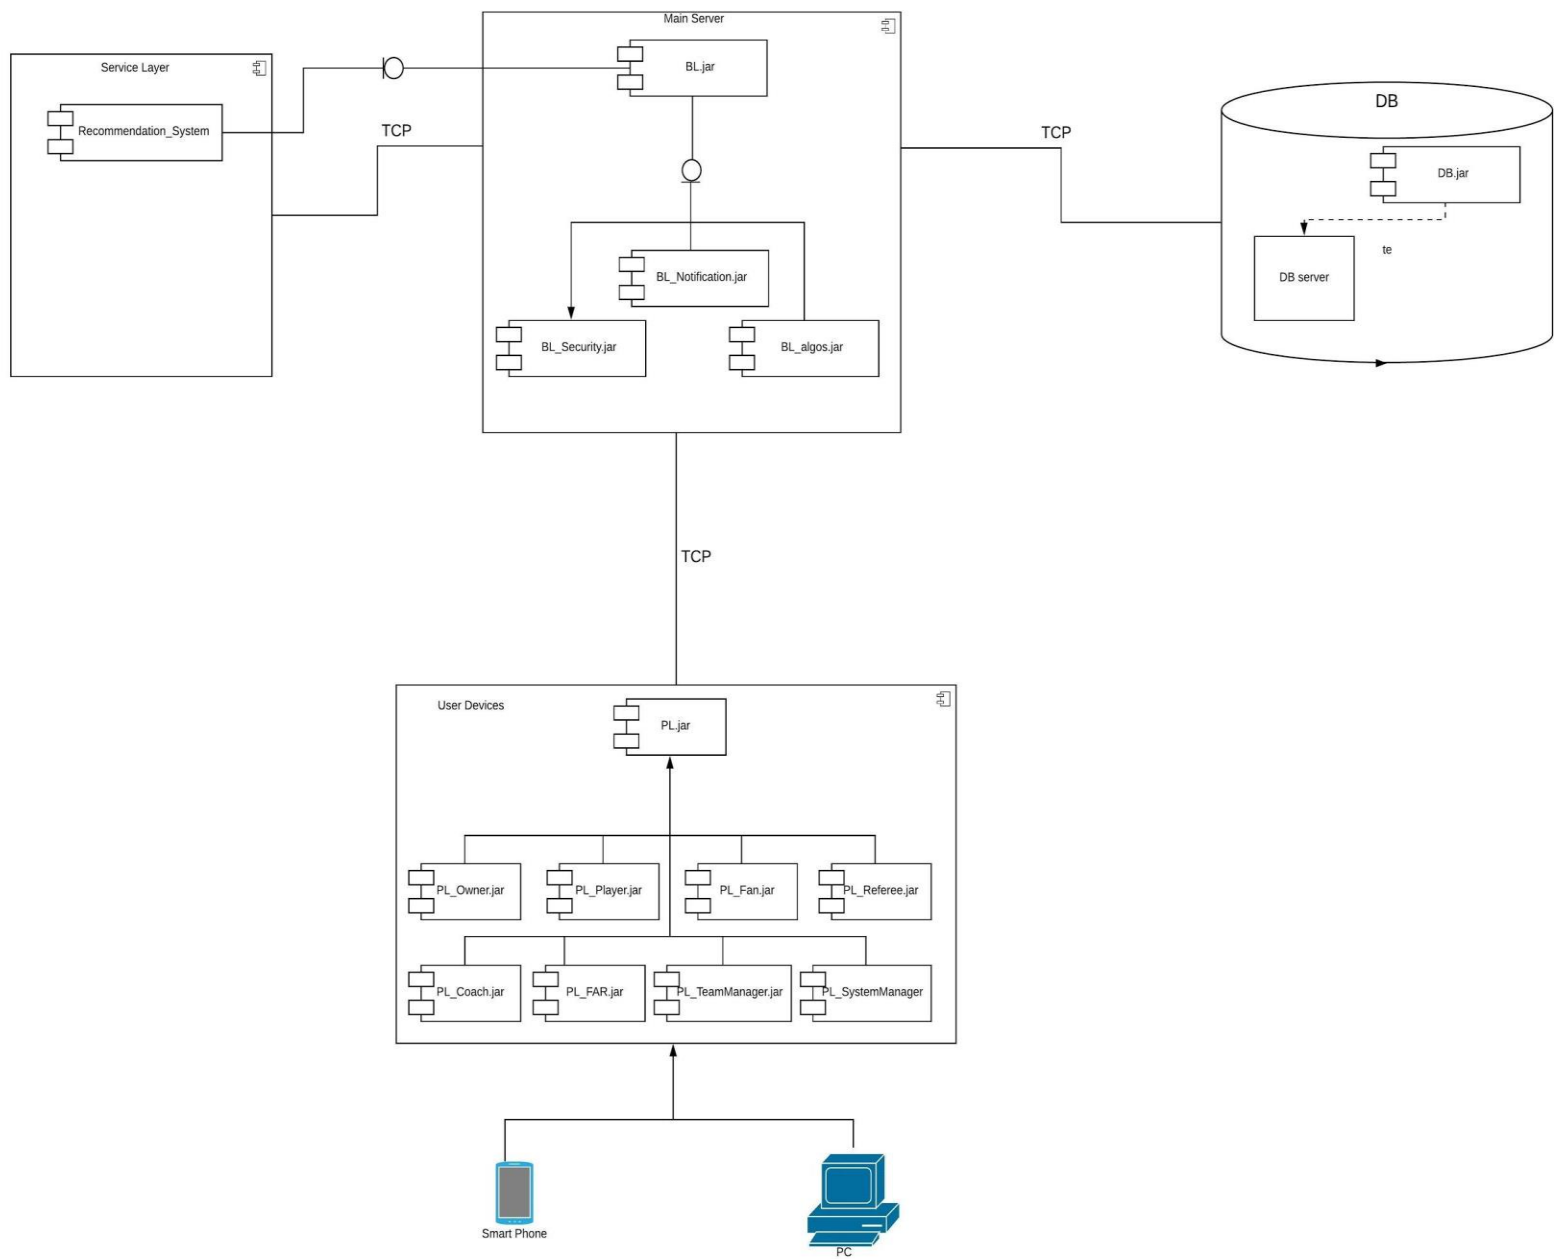 Main Server
Service Layer
BL.jar
DB
Recommendation_System
TCP
TCP
DB.jar
te
BL_Notification.jar
DB server
BL_Security.jar
BL_algos.jar
TCP
User Devices
PL.jar
PL_Owner.jar
PL_Player.jar
PL_Fan.jar
PL_Referee.jar
PL_Coach.jar
PL_FAR.jar
PL_TeamManager.jar
PL_SystemManager
Smart Phone
PC